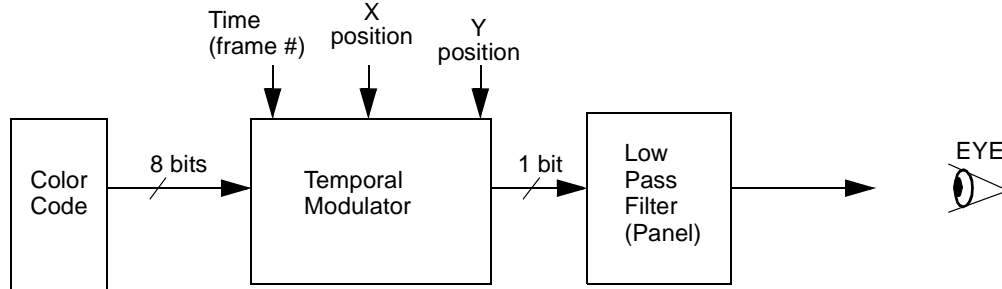 Time
(frame #)
X
position
Y
position
Color
Code
8 bits
Temporal
Modulator
1 bit
Low
Pass
Filter
(Panel)
EYE